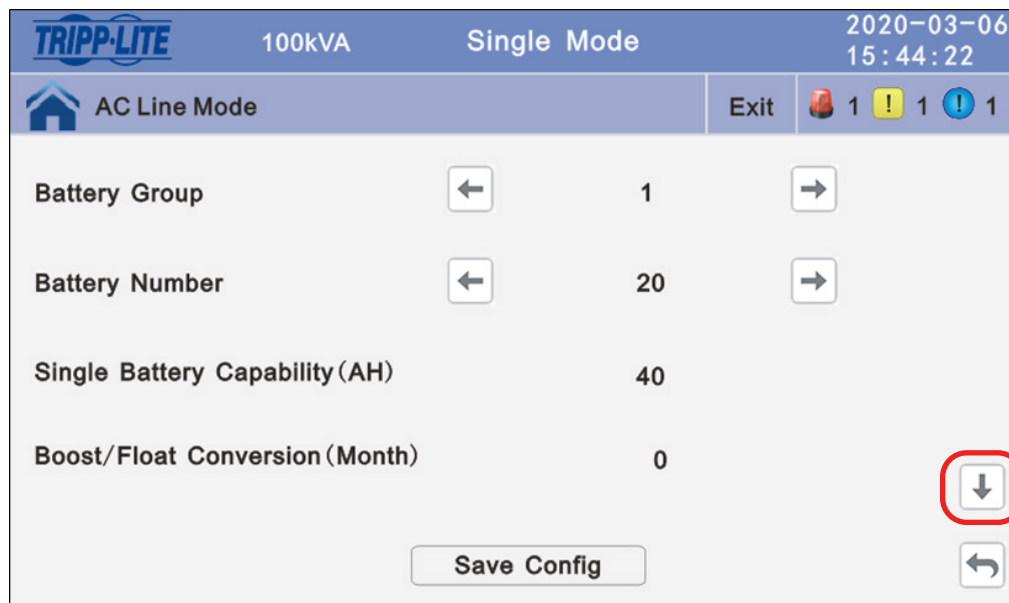 TRIPP·LITE 100kVA Single Mode 2020-03-06
15:44:22
AC Line Mode Exit 1 ! 1 ! 1
Battery Group 1
Battery Number 20
Single Battery Capability(AH) 40
Boost/Float Conversion(Month) 0
Save Config